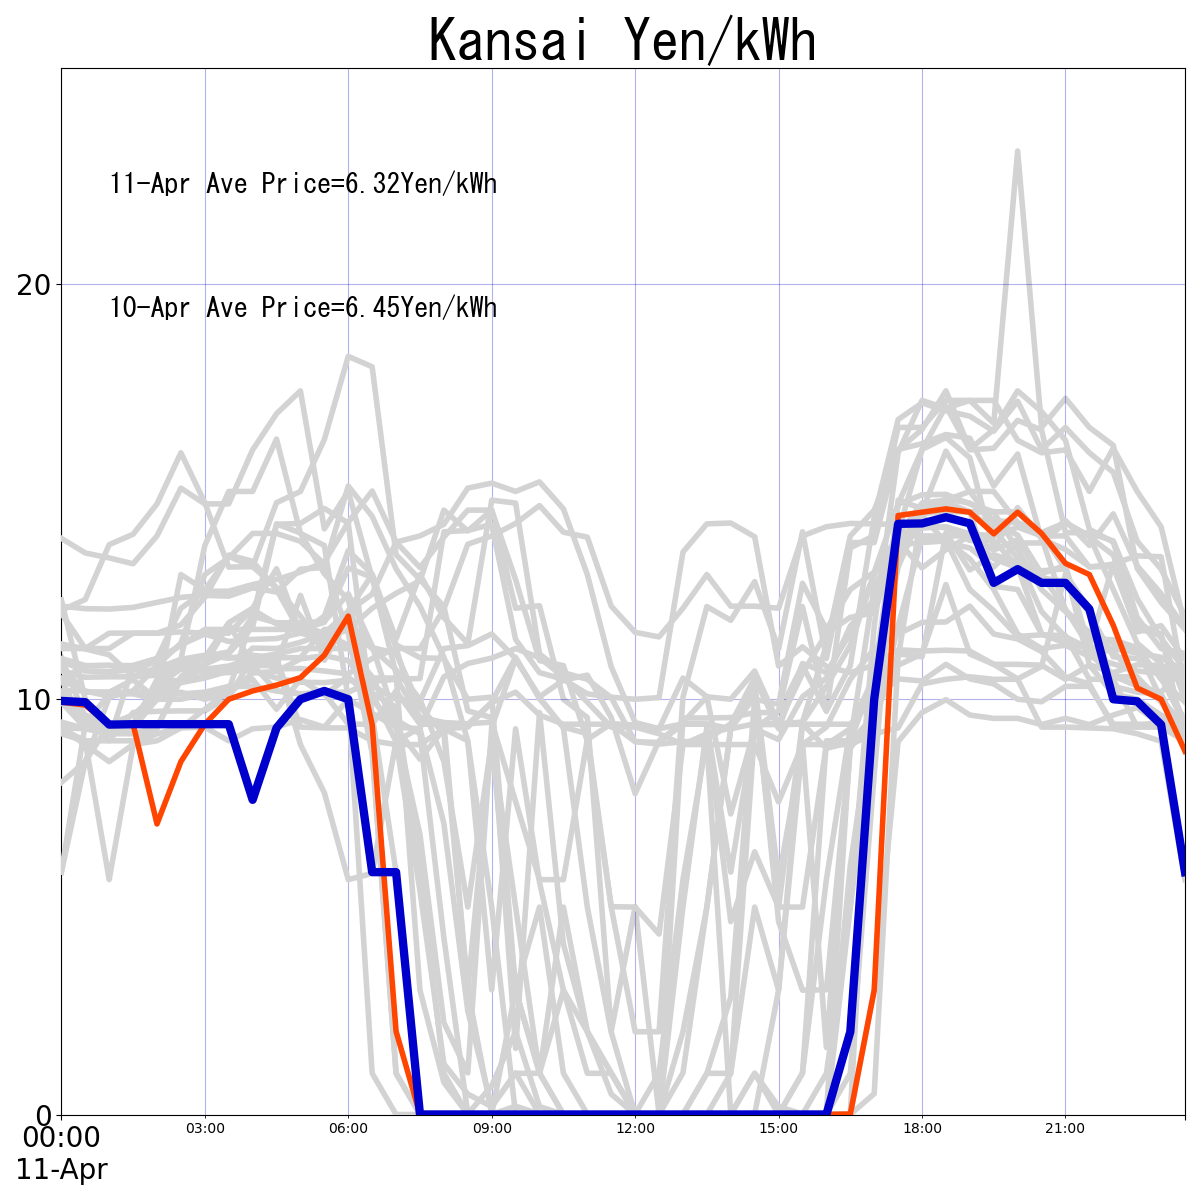 Kansai Yen/kWh
11-Apr Ave Price=6.32Yen/kWh
20
10-Apr Ave Price=6.45Yen/kWh
10
0
00:00 03:00 06:00 09:00 12:00 15:00 18:00 21:00
11-Apr